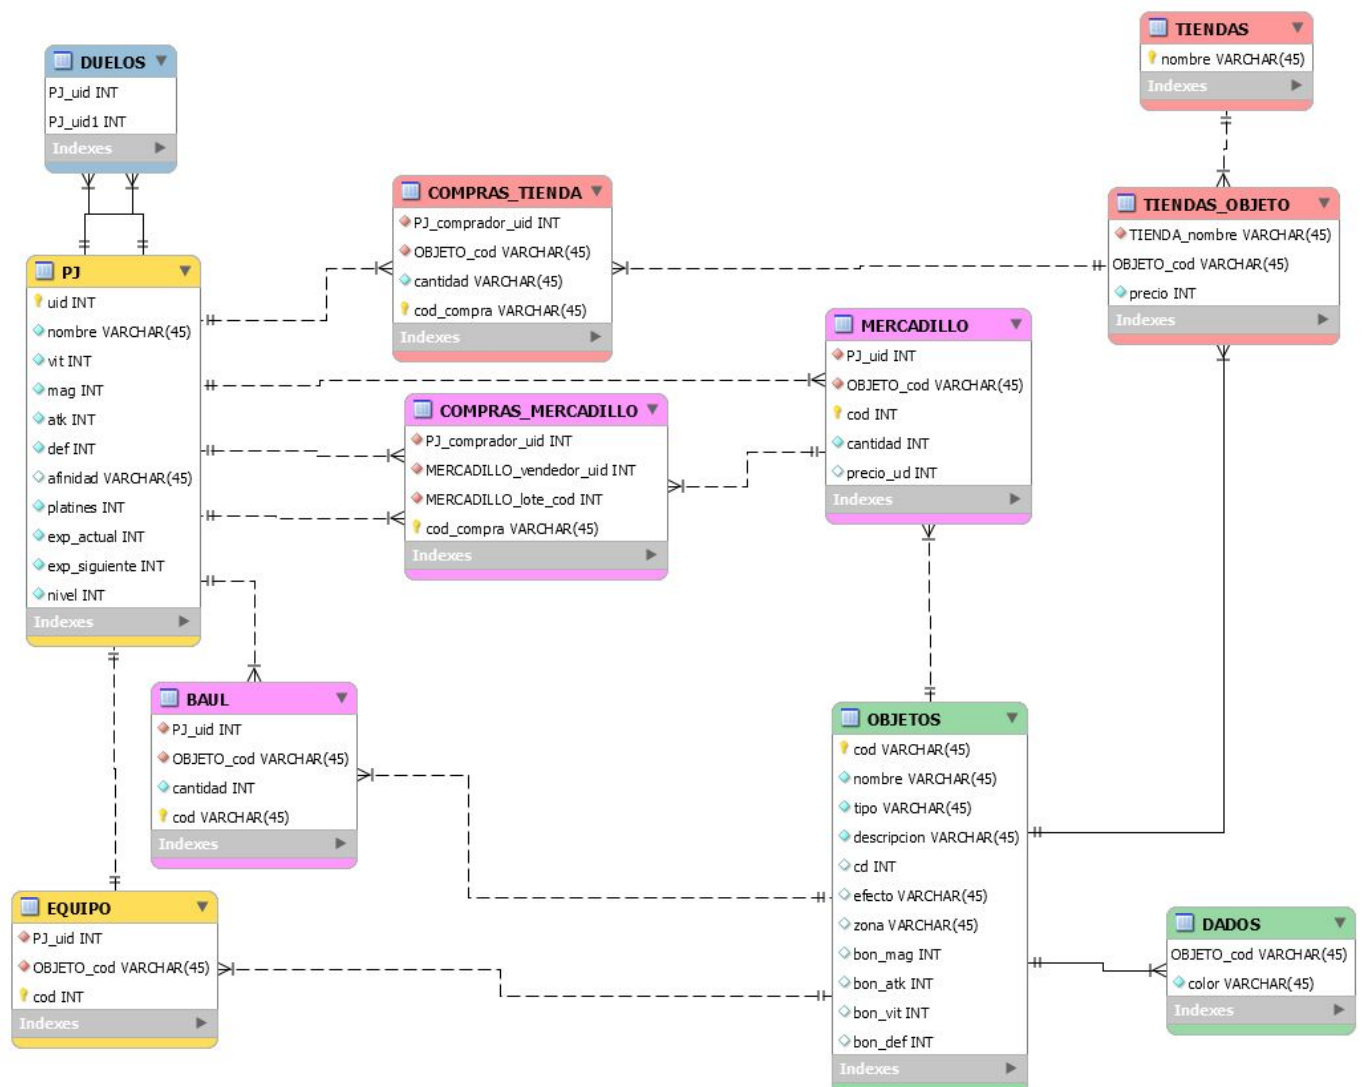 TIENDAS
nombre VARCHAR(45)
Indexes
DUELOS
PJ_uid INT
PJ_uid1 INT
Indexes
COMPRAS_TIENDA
PJ_comprador_uid INT
OBJETO_cod VARCHAR(45)
cantidad VARCHAR(45)
cod_compra VARCHAR(45)
Indexes
TIENDAS_OBJETO
TIENDA_nombre VARCHAR(45)
OBJETO_cod VARCHAR(45)
precio INT
Indexes
PJ
uid INT
nombre VARCHAR(45)
vit INT
mag INT
atk INT
def INT
afinidad VARCHAR(45)
platines INT
exp_actual INT
exp_siguiente INT
nivel INT
Indexes
MERCADILLO
PJ_uid INT
OBJETO_cod VARCHAR(45)
cod INT
cantidad INT
precio_ud INT
Indexes
COMPRAS_MERCADILLO
PJ_comprador_uid INT
MERCADILLO_vendedor_uid INT
MERCADILLO_lote_cod INT
cod_compra VARCHAR(45)
Indexes
BAUL
PJ_uid INT
OBJETO_cod VARCHAR(45)
cantidad INT
cod VARCHAR(45)
Indexes
OBJETOS
cod VARCHAR(45)
nombre VARCHAR(45)
tipo VARCHAR(45)
descripcion VARCHAR(45)
cd INT
efecto VARCHAR(45)
zona VARCHAR(45)
bon_mag INT
bon_atk INT
bon_vit INT
bon_def INT
Indexes
EQUIPO
PJ_uid INT
OBJETO_cod VARCHAR(45)
cod INT
Indexes
DADOS
OBJETO_cod VARCHAR(45)
color VARCHAR(45)
Indexes